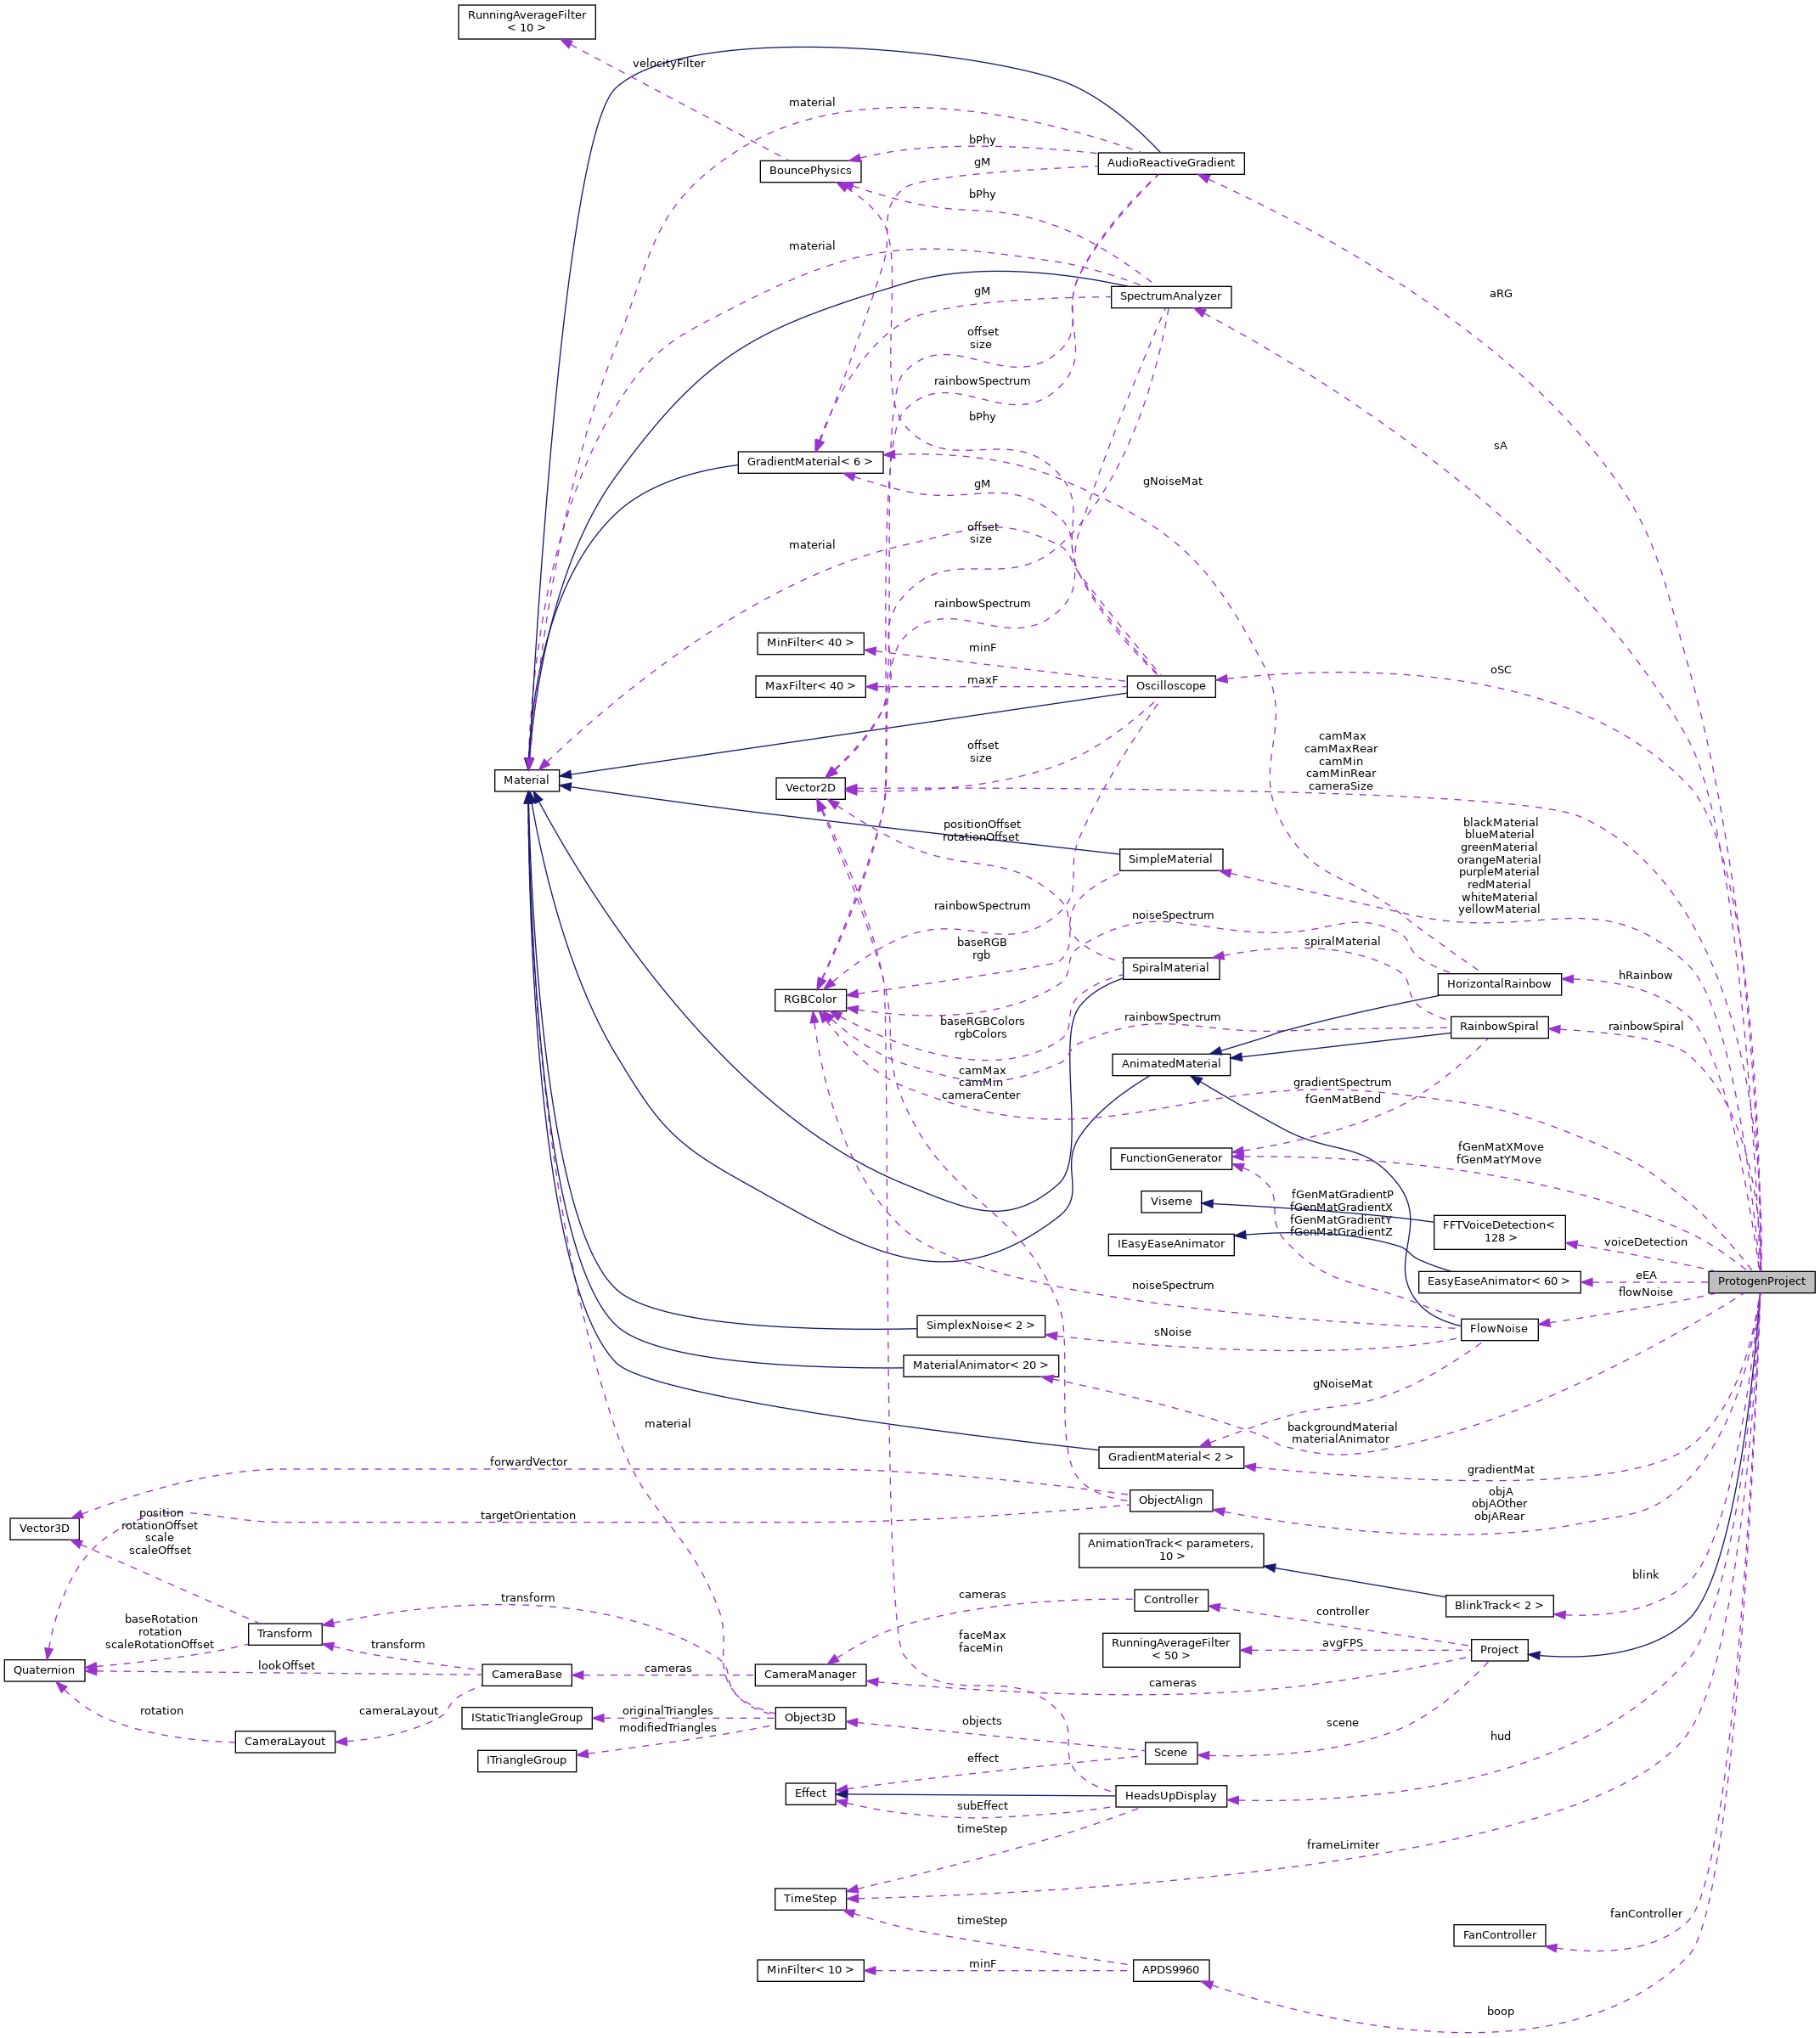 RunningAverageFilter
< 10 >
velocityFilter
material
bPhy
BouncePhysics
gM
AudioReactiveGradient
bPhy
material
gM
SpectrumAnalyzer
aRG
offset
size
rainbowSpectrum
bPhy
sA
GradientMaterial< 6 >
gM
gNoiseMat
offset
size
material
rainbowSpectrum
MinFilter< 40 >
minF
MaxFilter< 40 >
maxF
Oscilloscope
oSC
offset
size
camMax
camMaxRear
camMin
camMinRear
cameraSize
Material
Vector2D
positionOffset
rotationOffset
SimpleMaterial
blackMaterial
blueMaterial
greenMaterial
orangeMaterial
purpleMaterial
redMaterial
whiteMaterial
yellowMaterial
rainbowSpectrum
noiseSpectrum
baseRGB
rgb
spiralMaterial
SpiralMaterial
HorizontalRainbow
hRainbow
RGBColor
baseRGBColors
rgbColors
rainbowSpectrum
RainbowSpiral
rainbowSpiral
AnimatedMaterial
camMax
camMin
cameraCenter
gradientSpectrum
fGenMatBend
FunctionGenerator
fGenMatXMove
fGenMatYMove
Viseme
fGenMatGradientP
fGenMatGradientX
fGenMatGradientY
fGenMatGradientZ
FFTVoiceDetection<
128 >
voiceDetection
IEasyEaseAnimator
EasyEaseAnimator< 60 >
eEA
ProtogenProject
noiseSpectrum
flowNoise
SimplexNoise< 2 >
sNoise
FlowNoise
MaterialAnimator< 20 >
gNoiseMat
material
backgroundMaterial
materialAnimator
GradientMaterial< 2 >
forwardVector
gradientMat
ObjectAlign
objA
objAOther
objARear
targetOrientation
Vector3D
position
rotationOffset
scale
scaleOffset
AnimationTrack< parameters,
10 >
blink
BlinkTrack< 2 >
transform
cameras
Controller
controller
baseRotation
rotation
scaleRotationOffset
Transform
transform
faceMax
faceMin
RunningAverageFilter
< 50 >
avgFPS
Project
Quaternion
lookOffset
CameraBase
cameras
CameraManager
cameras
rotation
CameraLayout
cameraLayout
IStaticTriangleGroup
originalTriangles
modifiedTriangles
Object3D
objects
scene
ITriangleGroup
Scene
hud
effect
Effect
HeadsUpDisplay
subEffect
timeStep
frameLimiter
TimeStep
timeStep
fanController
FanController
MinFilter< 10 >
minF
APDS9960
boop